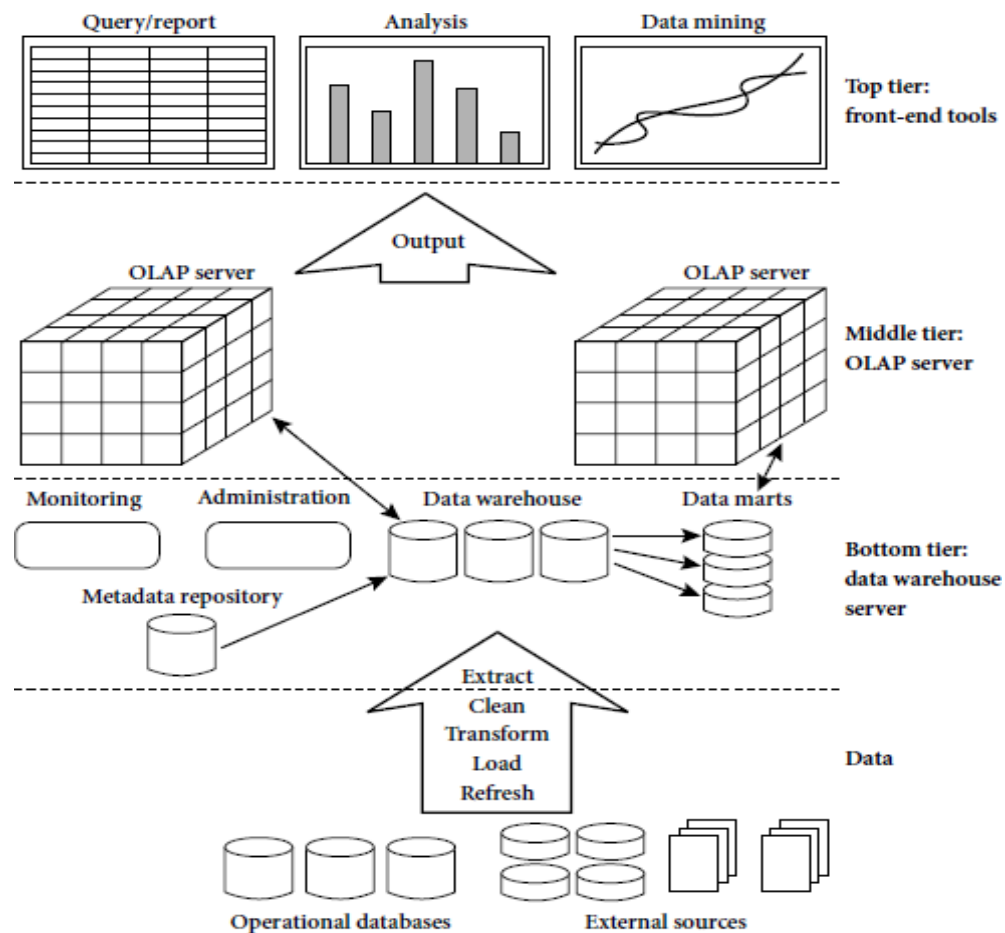 Query/report
Analysis
Data mining
Top tier:
front-end tools
Output
OLAP server
OLAP server
Middle tier:
OLAP server
Monitoring
Administration
Data warehouse
Data marts
Bottom tier:
data warehouse
server
Metadata repository
Extract
Clean
Transform
Load
Refresh
Data
Operational databases
External sources